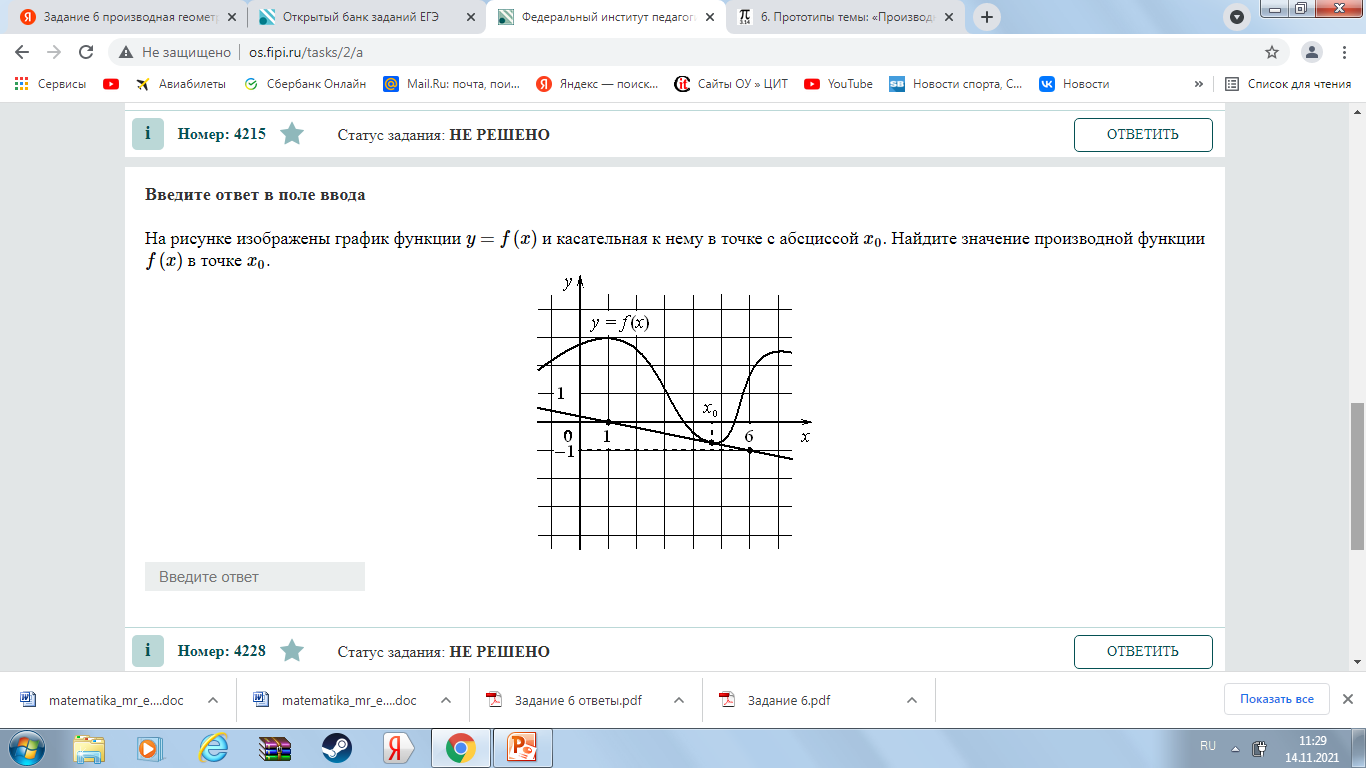 Задание 6 производная геометр
Открытый банк заданий ЕГЭ
Федеральный институт педагог
6. Прототипы темы: «Производн
Не защищено
os.fipi.ru/tasks/2/a
Сервисы
Авиабилеты
Сбербанк Онлайн
Mail.Ru: почта, пои...
Яндекс — поиск...
Сайты ОУ » ЦИТ
YouTube
Новости спорта, С...
Новости
»
Список для чтения
i Номер: 4215 Статус задания: НЕ РЕШЕНО ОТВЕТИТЬ
Введите ответ в поле ввода
На рисунке изображены график функции y = f (x) и касательная к нему в точке с абсциссой x₀. Найдите значение производной функции
f (x) в точке x₀.
y
y = f(x)
1
x₀
0 1 6 x
−1
Введите ответ
i Номер: 4228 Статус задания: НЕ РЕШЕНО ОТВЕТИТЬ
matematika_mr_e....doc
matematika_mr_e....doc
Задание 6 ответы.pdf
Задание 6.pdf
Показать все
RU
11:29
14.11.2021